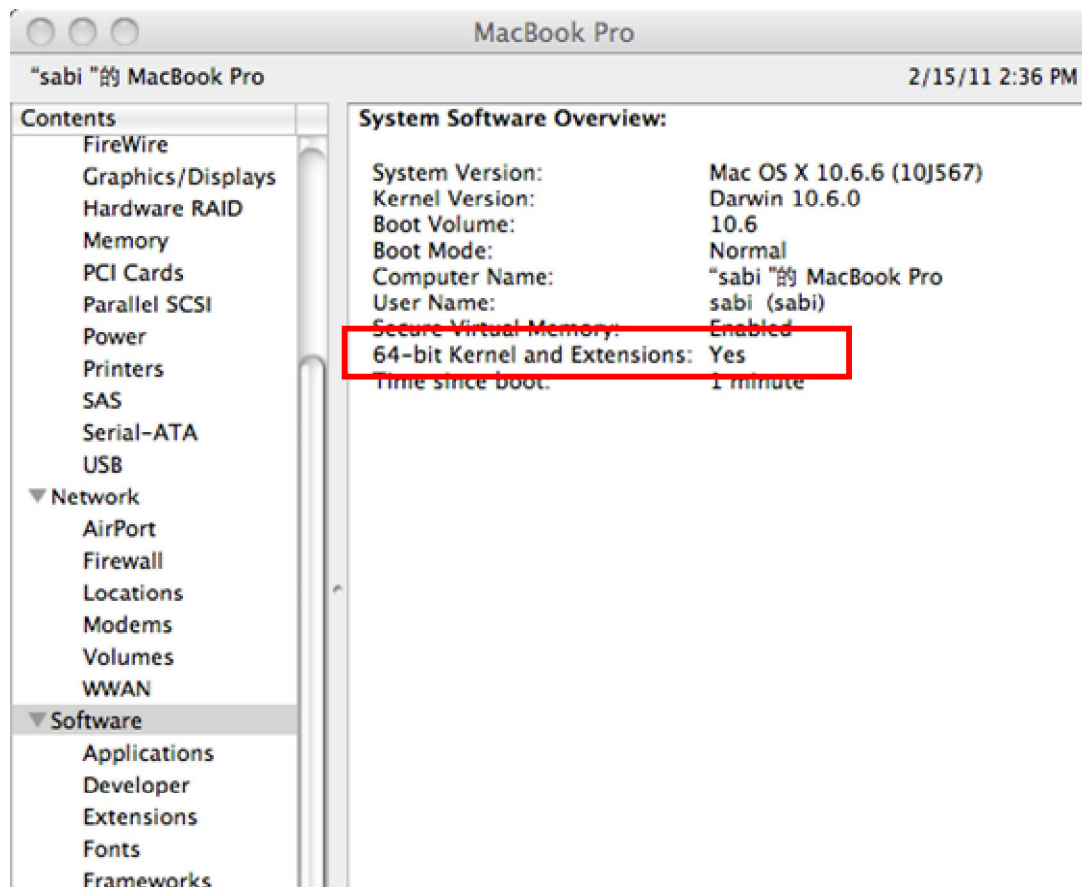 MacBook Pro
“sabi ”的 MacBook Pro
2/15/11 2:36 PM
Contents
FireWire
Graphics/Displays
Hardware RAID
Memory
PCI Cards
Parallel SCSI
Power
Printers
SAS
Serial-ATA
USB
Network
AirPort
Firewall
Locations
Modems
Volumes
WWAN
Software
Applications
Developer
Extensions
Fonts
Frameworks
System Software Overview:
System Version: Mac OS X 10.6.6 (10J567)
Kernel Version: Darwin 10.6.0
Boot Volume: 10.6
Boot Mode: Normal
Computer Name: “sabi ”的 MacBook Pro
User Name: sabi (sabi)
Secure Virtual Memory: Enabled
64-bit Kernel and Extensions: Yes
Time since boot: 1 minute